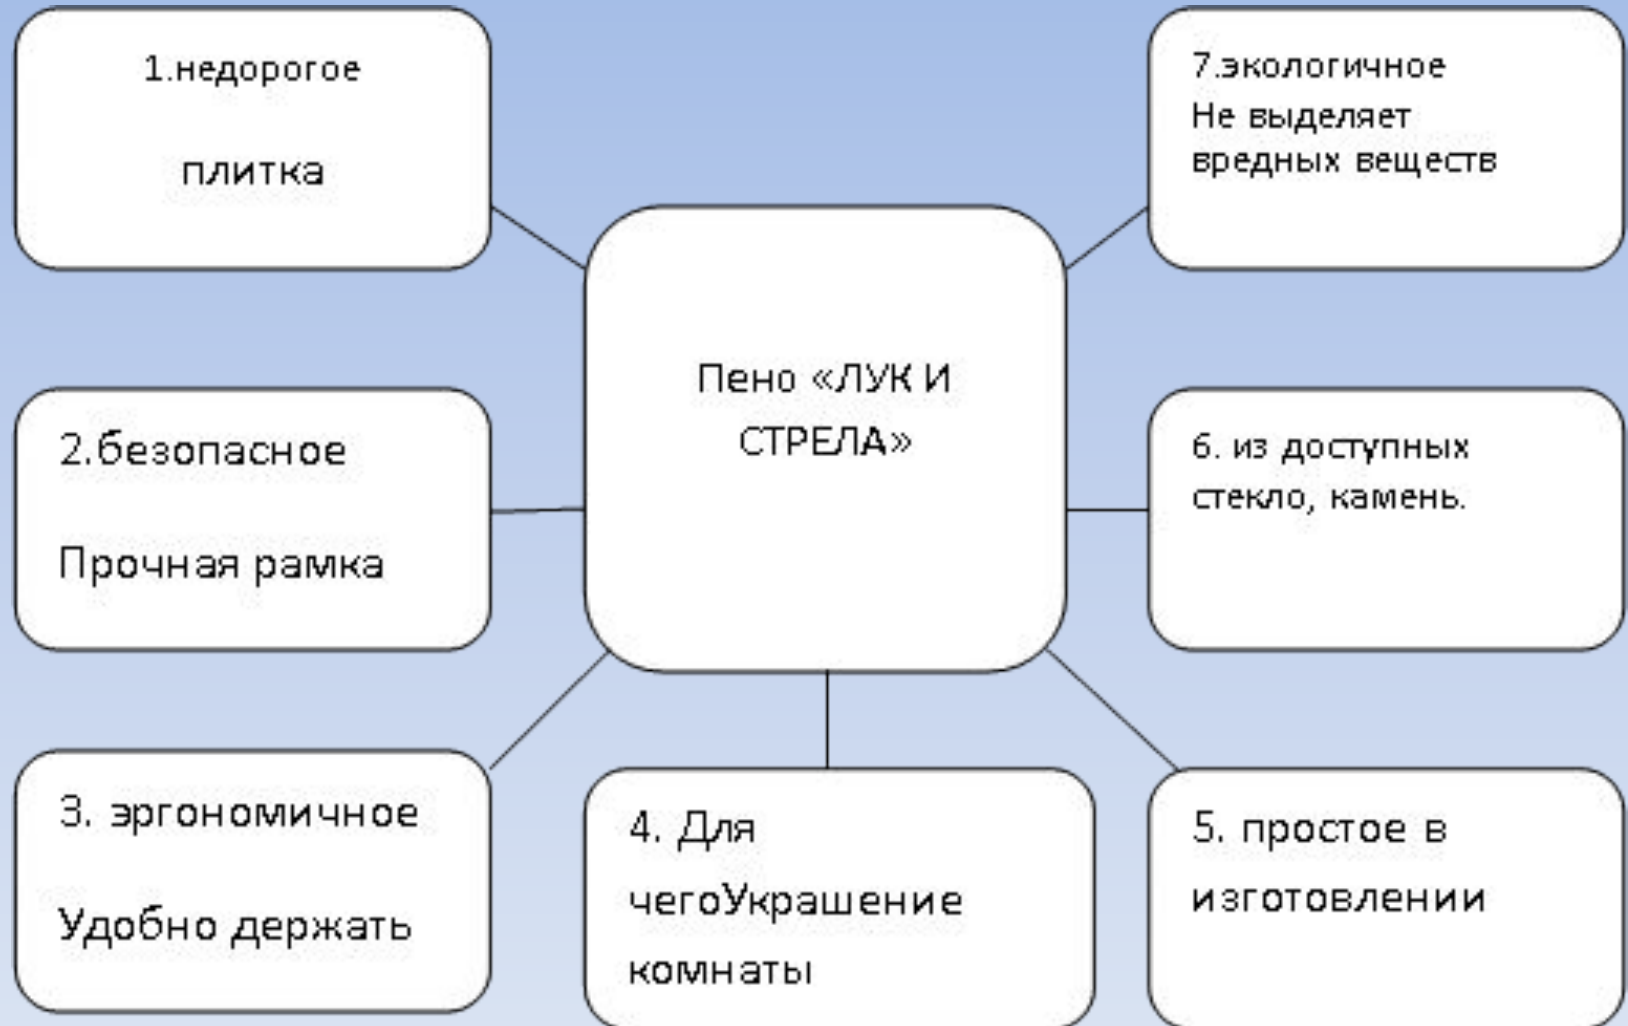 1.недорогое
плитка
2.безопасное
Прочная рамка
3. эргономичное
Удобно держать
Пено «ЛУК И
СТРЕЛА»
4. Для
чегоУкрашение
комнаты
5. простое в
изготовлении
6. из доступных
стекло, камень.
7.экологичное
Не выделяет
вредных веществ